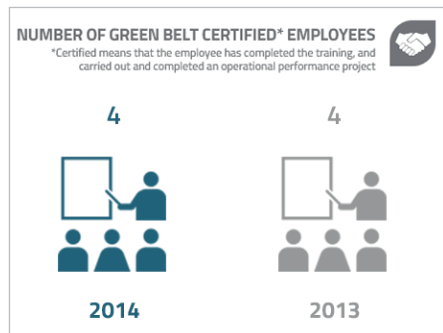 NUMBER OF GREEN BELT CERTIFIED* EMPLOYEES
*Certified means that the employee has completed the training, and
carried out and completed an operational performance project
4 4
2014 2013